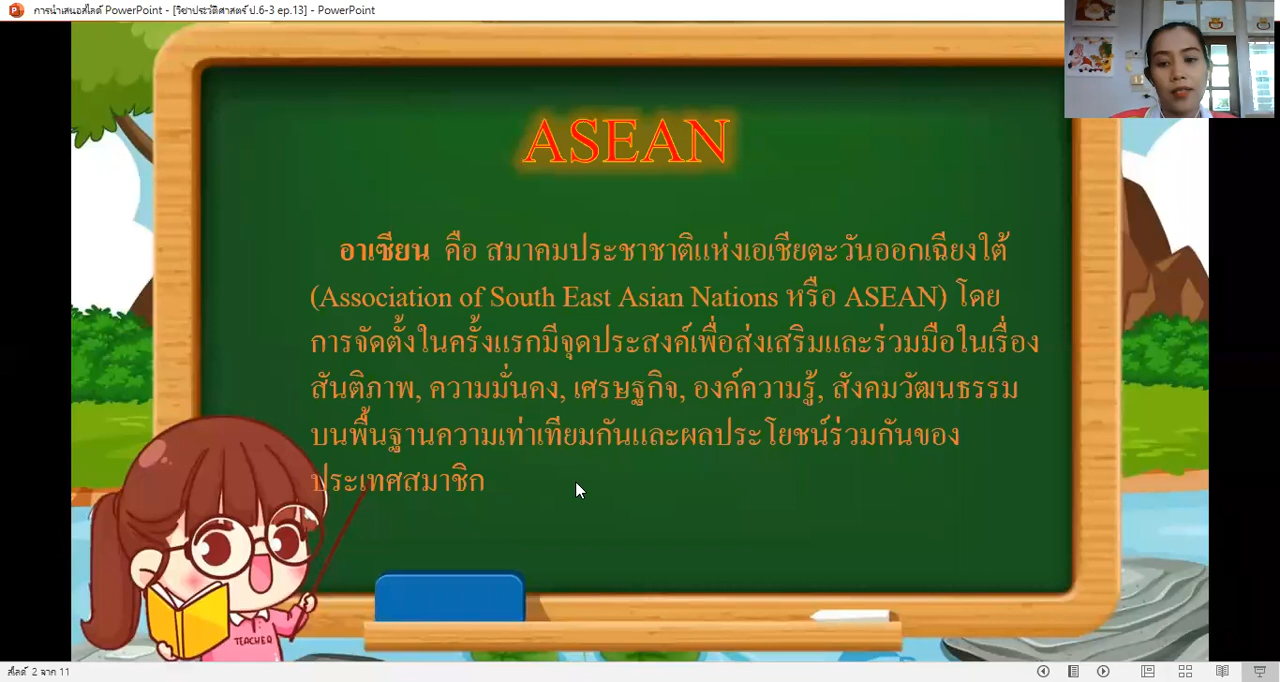 การนำเสนอสไลด์ PowerPoint - [วิชาประวัติศาสตร์ ป.6-3 ep.13] - PowerPoint
ASEAN
อาเซียน คือ สมาคมประชาชาติแห่งเอเชียตะวันออกเฉียงใต้
(Association of South East Asian Nations หรือ ASEAN) โดย
การจัดตั้งในครั้งแรกมีจุดประสงค์เพื่อส่งเสริมและร่วมมือในเรื่อง
สันติภาพ, ความมั่นคง, เศรษฐกิจ, องค์ความรู้, สังคมวัฒนธรรม
บนพื้นฐานความเท่าเทียมกันและผลประโยชน์ร่วมกันของ
ประเทศสมาชิก
TEACHER
สไลด์ 2 จาก 11